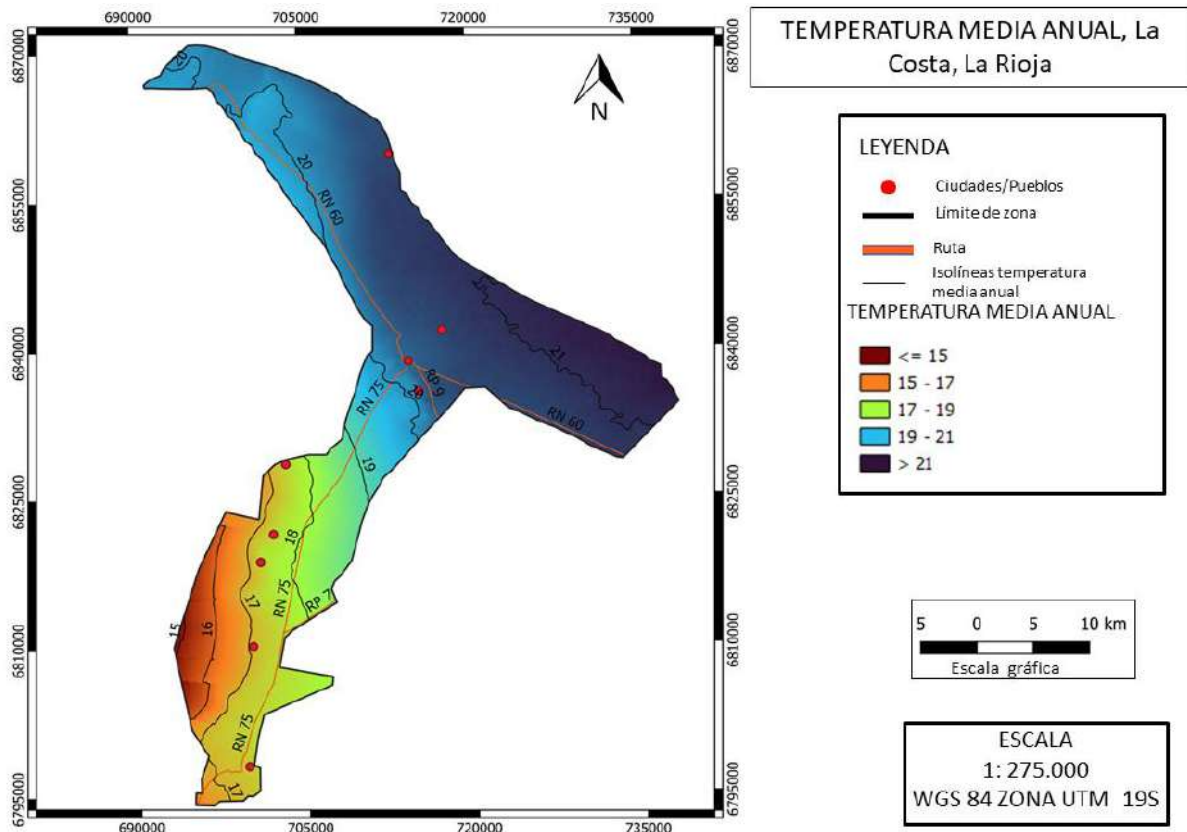 690000
705000
720000
735000
TEMPERATURA MEDIA ANUAL, La
Costa, La Rioja
6870000
6855000
6840000
6825000
6810000
6795000
6870000
6855000
6840000
6825000
6810000
6795000
N
20
20
RN 60
21
RN 75
RP 9
RN 60
19
18
17
RN 75
RP 7
15
16
RN 75
17
690000
705000
720000
735000
LEYENDA
Ciudades/Pueblos
Límite de zona
Ruta
Isolíneas temperatura
media anual
TEMPERATURA MEDIA ANUAL
<= 15
15 - 17
17 - 19
19 - 21
> 21
5 0 5 10 km
Escala gráfica
ESCALA
1: 275.000
WGS 84 ZONA UTM 19S